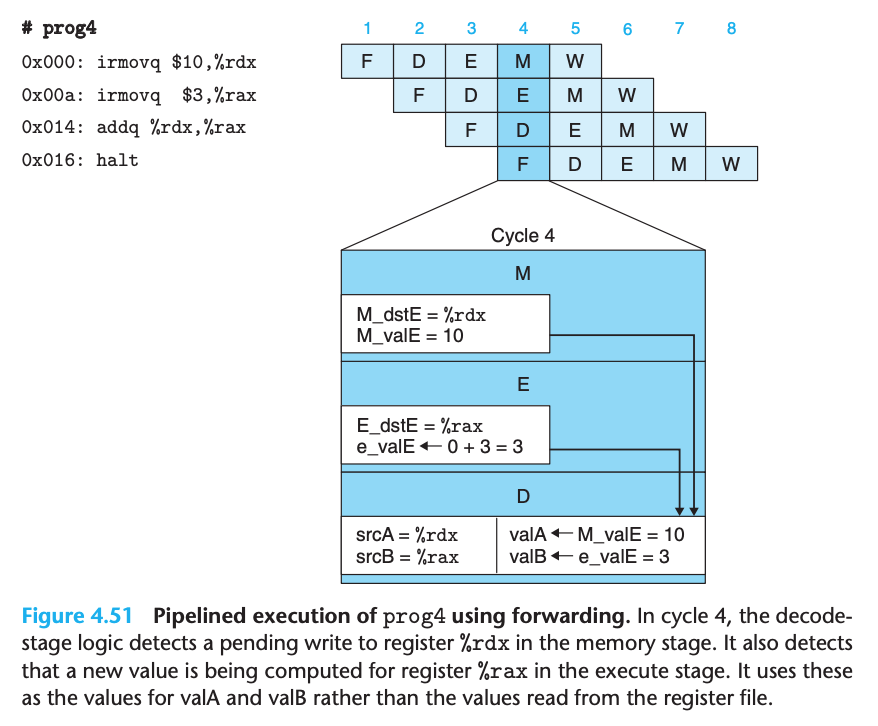 # prog4
1 2 3 4 5 6 7 8
0x000: irmovq $10,%rdx F D E M W
0x00a: irmovq  $3,%rax F D E M W
0x014: addq %rdx,%rax F D E M W
0x016: halt F D E M W
Cycle 4
M
M_dstE = %rdx
M_valE = 10
E
E_dstE = %rax
e_valE ← 0 + 3 = 3
D
srcA = %rdx valA ← M_valE = 10
srcB = %rax valB ← e_valE = 3
Figure 4.51 Pipelined execution of prog4 using forwarding. In cycle 4, the decode-
stage logic detects a pending write to register %rdx in the memory stage. It also detects
that a new value is being computed for register %rax in the execute stage. It uses these
as the values for valA and valB rather than the values read from the register file.